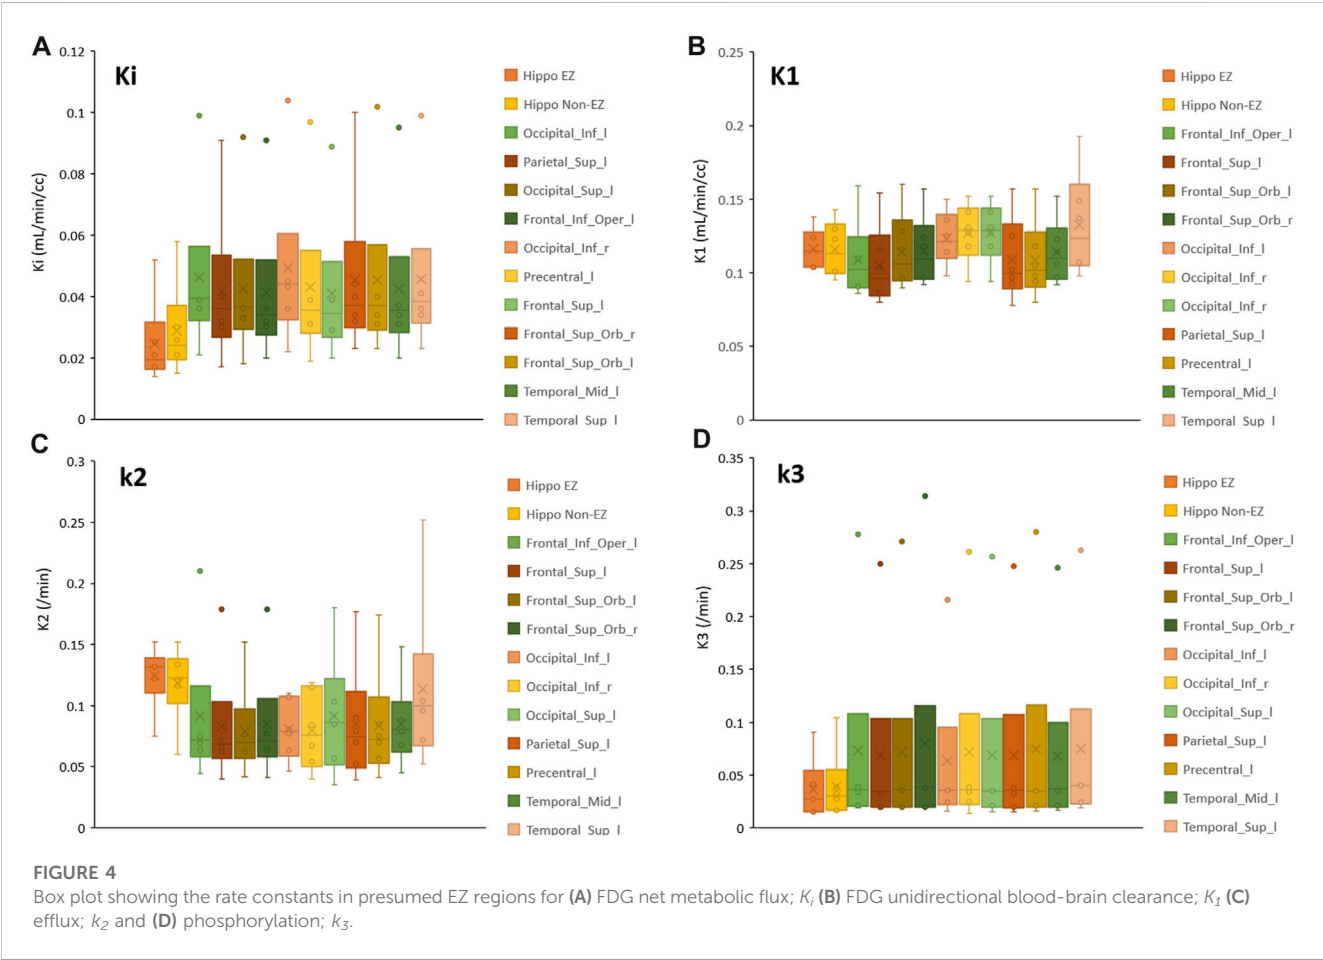 A
Ki
Ki (mL/min/cc)
0.12
0.1
0.08
0.06
0.04
0.02
0
Hippo EZ
Hippo Non-EZ
Occipital_Inf_l
Parietal_Sup_l
Occipital_Sup_l
Frontal_Inf_Oper_l
Occipital_Inf_r
Precentral_l
Frontal_Sup_l
Frontal_Sup_Orb_r
Frontal_Sup_Orb_l
Temporal_Mid_l
Temporal_Sup_l
B
K1
K1 (mL/min/cc)
0.25
0.2
0.15
0.1
0.05
0
Hippo EZ
Hippo Non-EZ
Frontal_Inf_Oper_l
Frontal_Sup_l
Frontal_Sup_Orb_l
Frontal_Sup_Orb_r
Occipital_Inf_l
Occipital_Inf_r
Occipital_Inf_r
Parietal_Sup_l
Precentral_l
Temporal_Mid_l
Temporal_Sup_l
C
k2
K2 (/min)
0.3
0.25
0.2
0.15
0.1
0.05
0
Hippo EZ
Hippo Non-EZ
Frontal_Inf_Oper_l
Frontal_Sup_l
Frontal_Sup_Orb_l
Frontal_Sup_Orb_r
Occipital_Inf_l
Occipital_Inf_r
Occipital_Sup_l
Parietal_Sup_l
Precentral_l
Temporal_Mid_l
Temporal_Sup_l
D
k3
K3 (/min)
0.35
0.3
0.25
0.2
0.15
0.1
0.05
0
Hippo EZ
Hippo Non-EZ
Frontal_Inf_Oper_l
Frontal_Sup_l
Frontal_Sup_Orb_l
Frontal_Sup_Orb_r
Occipital_Inf_l
Occipital_Inf_r
Occipital_Sup_l
Parietal_Sup_l
Precentral_l
Temporal_Mid_l
Temporal_Sup_l
FIGURE 4
Box plot showing the rate constants in presumed EZ regions for (A) FDG net metabolic flux; Ki (B) FDG unidirectional blood-brain clearance; K1 (C)
efflux; k2 and (D) phosphorylation; k3.